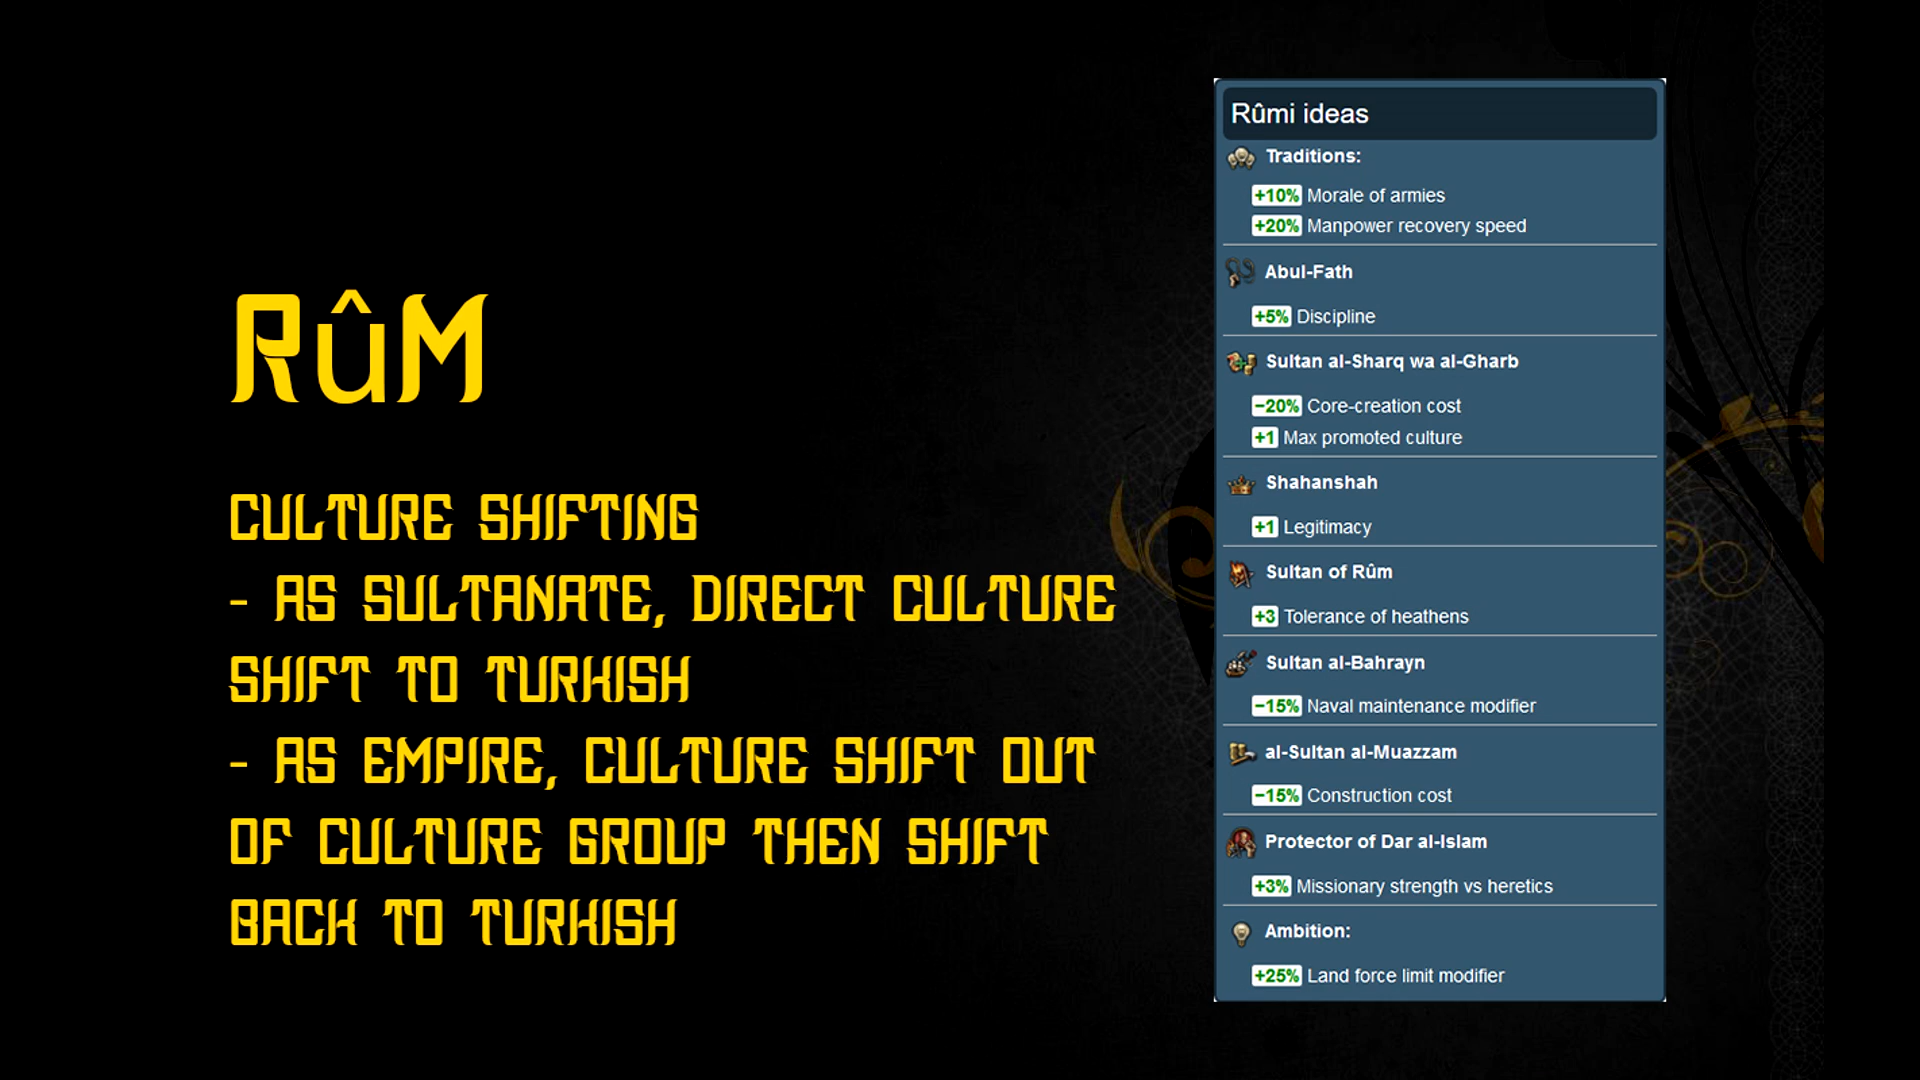 RûM
CULTURE SHIFTING
- AS SULTANATE, DIRECT CULTURE
SHIFT TO TURKISH
- AS EMPIRE, CULTURE SHIFT OUT
OF CULTURE GROUP THEN SHIFT
BACK TO TURKISH
Rûmi ideas
Traditions:
+10% Morale of armies
+20% Manpower recovery speed
Abul-Fath
+5% Discipline
Sultan al-Sharq wa al-Gharb
−20% Core-creation cost
+1 Max promoted culture
Shahanshah
+1 Legitimacy
Sultan of Rûm
+3 Tolerance of heathens
Sultan al-Bahrayn
−15% Naval maintenance modifier
al-Sultan al-Muazzam
−15% Construction cost
Protector of Dar al-Islam
+3% Missionary strength vs heretics
Ambition:
+25% Land force limit modifier